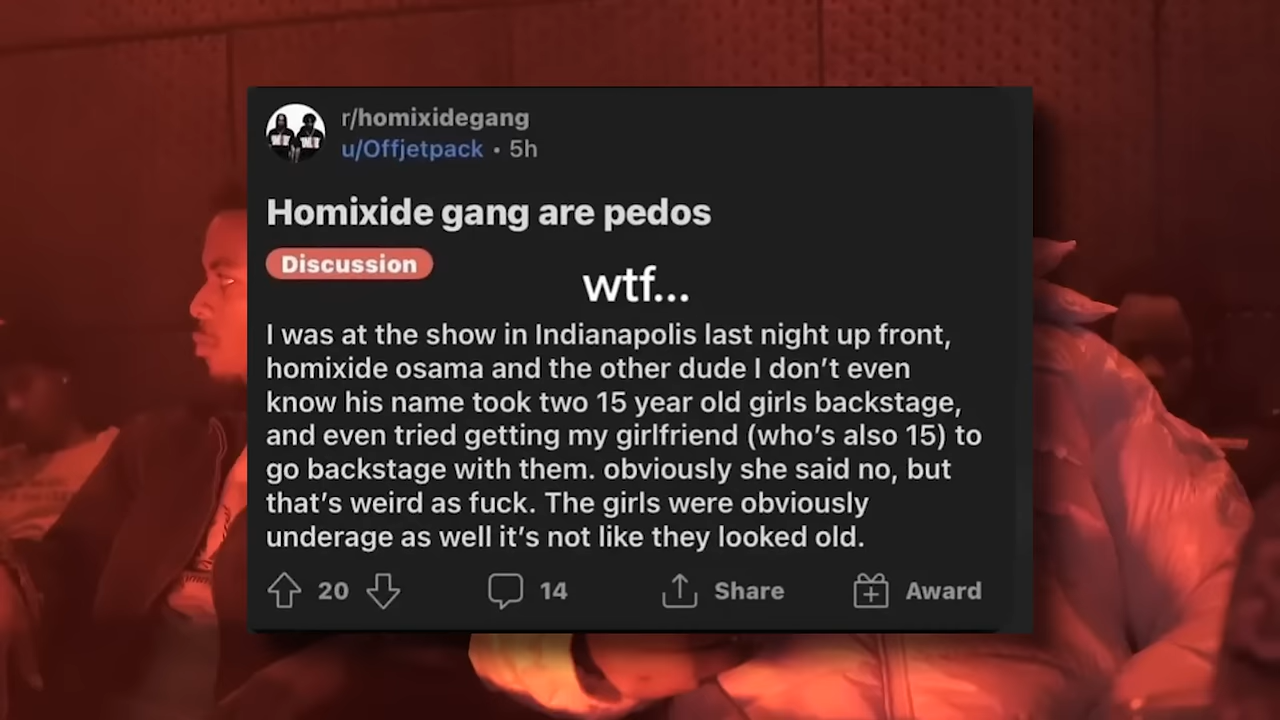 r/homixidegang
u/Offjetpack • 5h
Homixide gang are pedos
Discussion
wtf...
I was at the show in Indianapolis last night up front,
homixide osama and the other dude I don’t even
know his name took two 15 year old girls backstage,
and even tried getting my girlfriend (who’s also 15) to
go backstage with them. obviously she said no, but
that’s weird as fuck. The girls were obviously
underage as well it’s not like they looked old.
20 14 Share Award